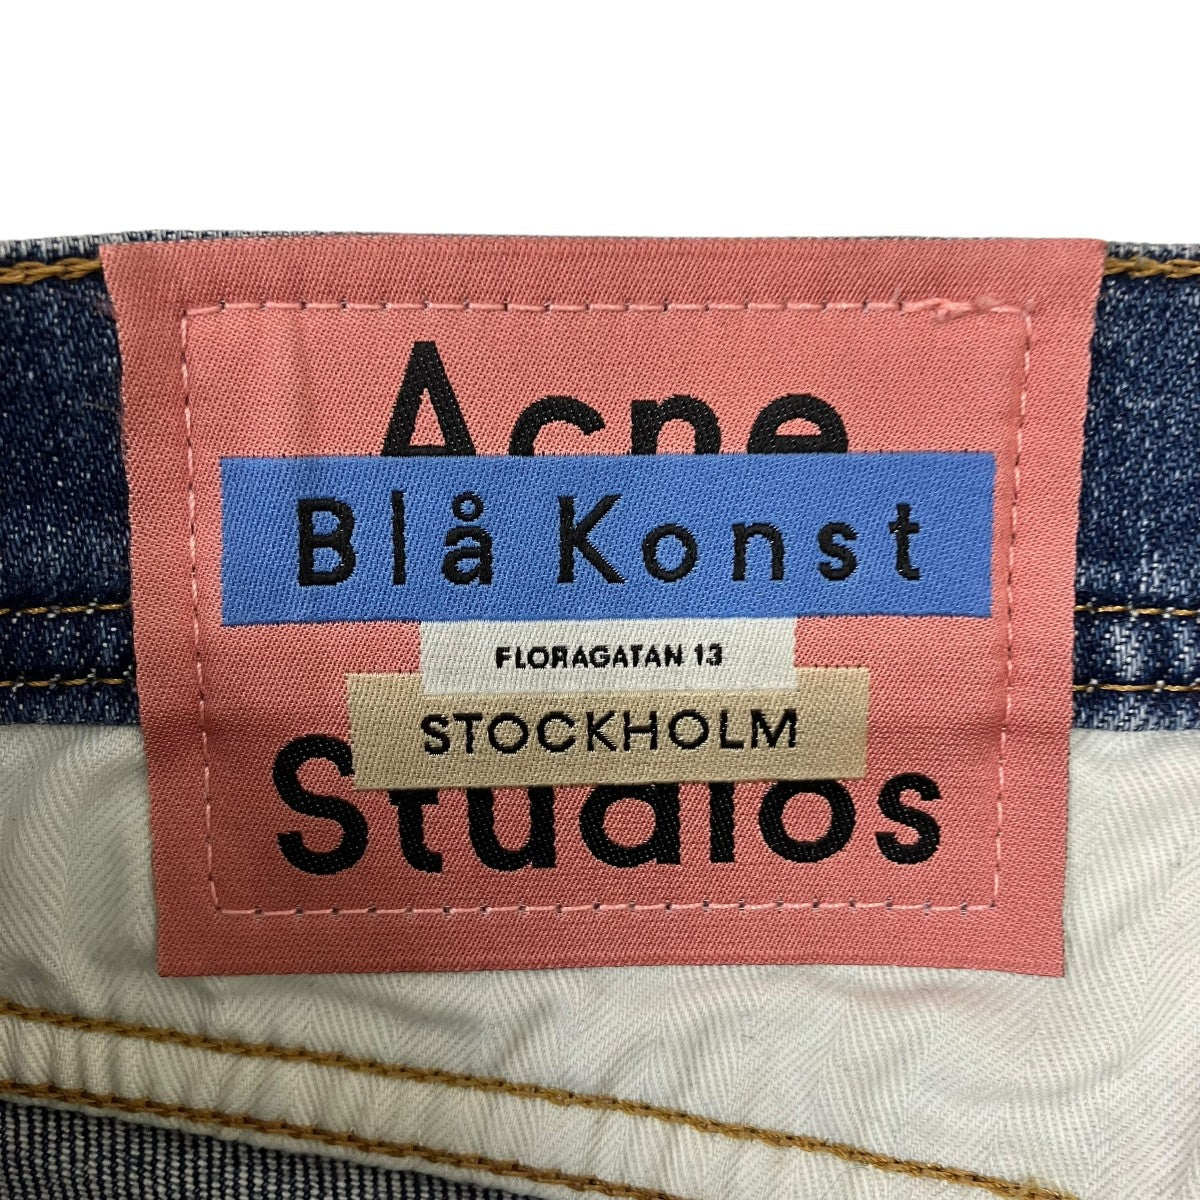 Acne
Blå Konst
FLORAGATAN 13
STOCKHOLM
Studios